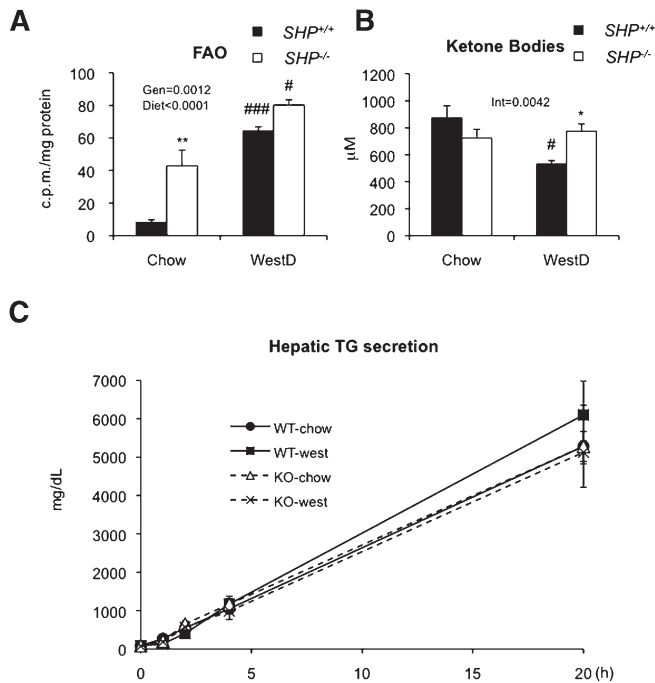 A
SHP+/+
SHP-/-
FAO
Gen=0.0012
Diet<0.0001
c.p.m./mg protein
100
80
60
40
20
0
**
###
#
Chow
WestD
B
SHP+/+
SHP-/-
Ketone Bodies
Int=0.0042
µM
1200
1000
800
600
400
200
0
#
*
Chow
WestD
C
Hepatic TG secretion
mg/dL
7000
6000
5000
4000
3000
2000
1000
0
WT-chow
WT-west
KO-chow
KO-west
0 5 10 15 20 (h)